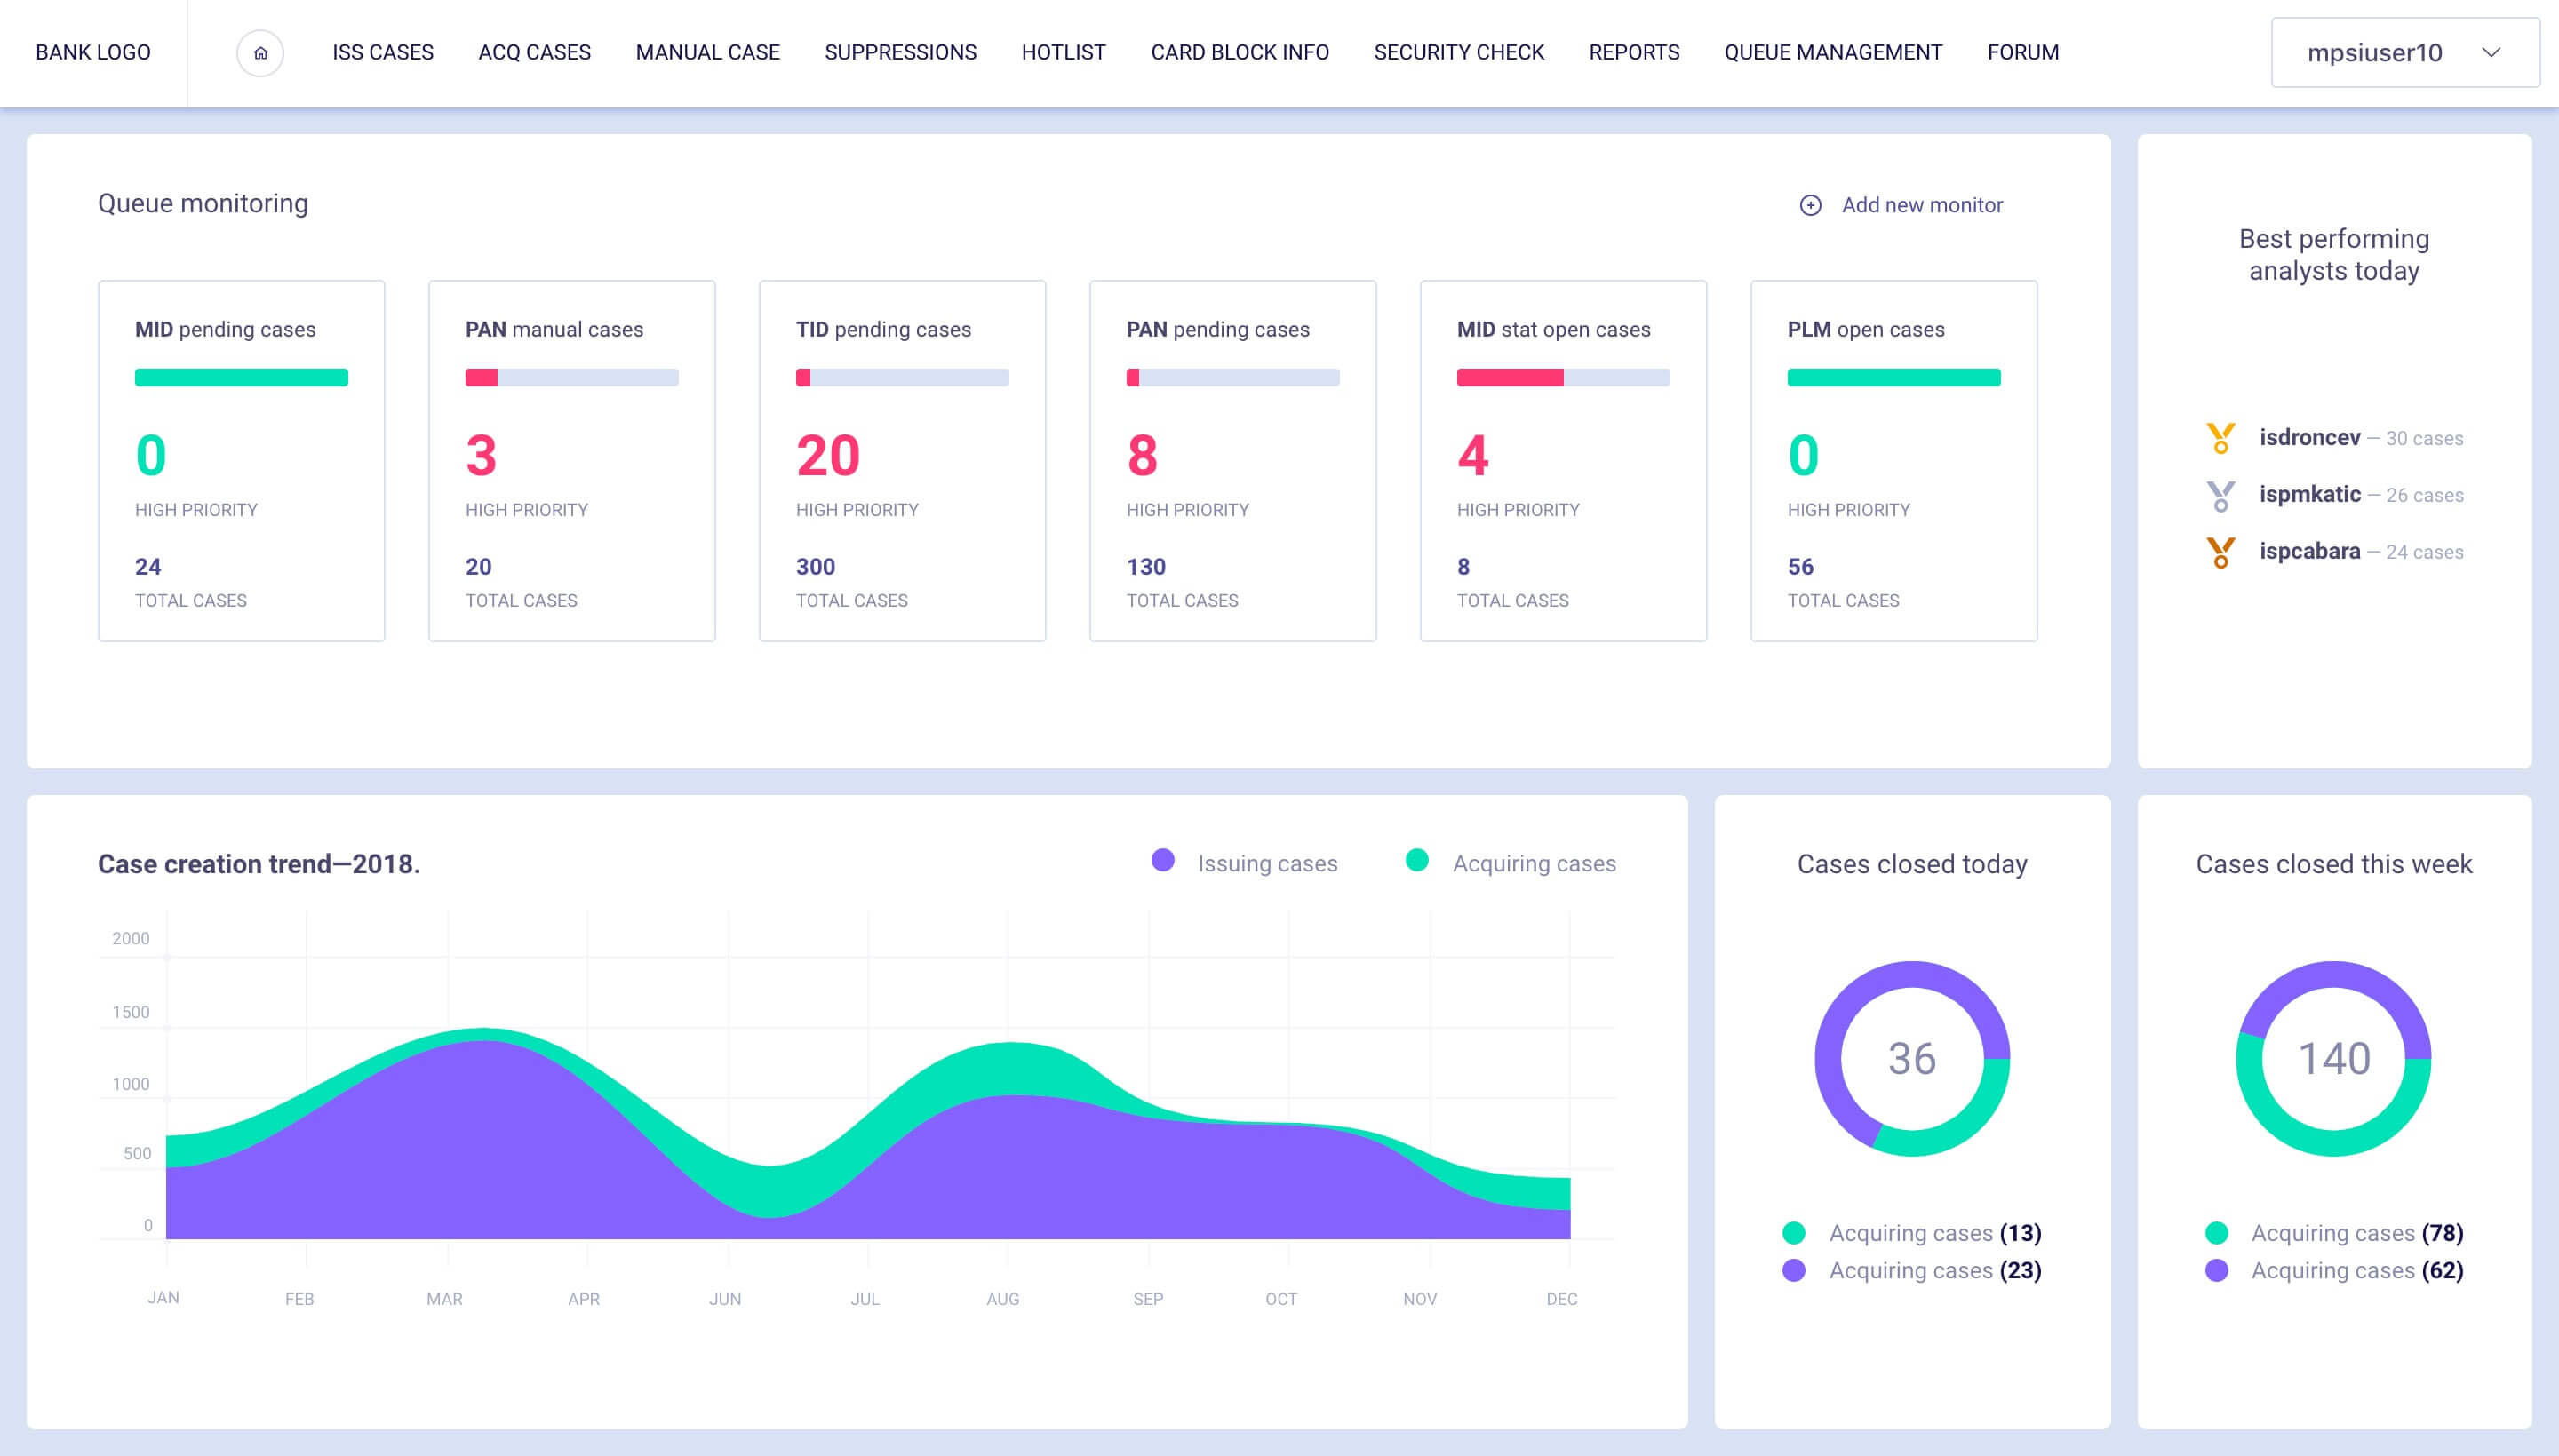 BANK LOGO
ISS CASES
ACQ CASES
MANUAL CASE
SUPPRESSIONS
HOTLIST
CARD BLOCK INFO
SECURITY CHECK
REPORTS
QUEUE MANAGEMENT
FORUM
mpsiuser10
Queue monitoring
Add new monitor
MID pending cases
0
HIGH PRIORITY
24
TOTAL CASES
PAN manual cases
3
HIGH PRIORITY
20
TOTAL CASES
TID pending cases
20
HIGH PRIORITY
300
TOTAL CASES
PAN pending cases
8
HIGH PRIORITY
130
TOTAL CASES
MID stat open cases
4
HIGH PRIORITY
8
TOTAL CASES
PLM open cases
0
HIGH PRIORITY
56
TOTAL CASES
Best performing
analysts today
isdroncev — 30 cases
ispmkatic — 26 cases
ispcabara — 24 cases
Case creation trend—2018.
Issuing cases
Acquiring cases
2000
1500
1000
500
0
JAN
FEB
MAR
APR
JUN
JUL
AUG
SEP
OCT
NOV
DEC
Cases closed today
36
Acquiring cases (13)
Acquiring cases (23)
Cases closed this week
140
Acquiring cases (78)
Acquiring cases (62)